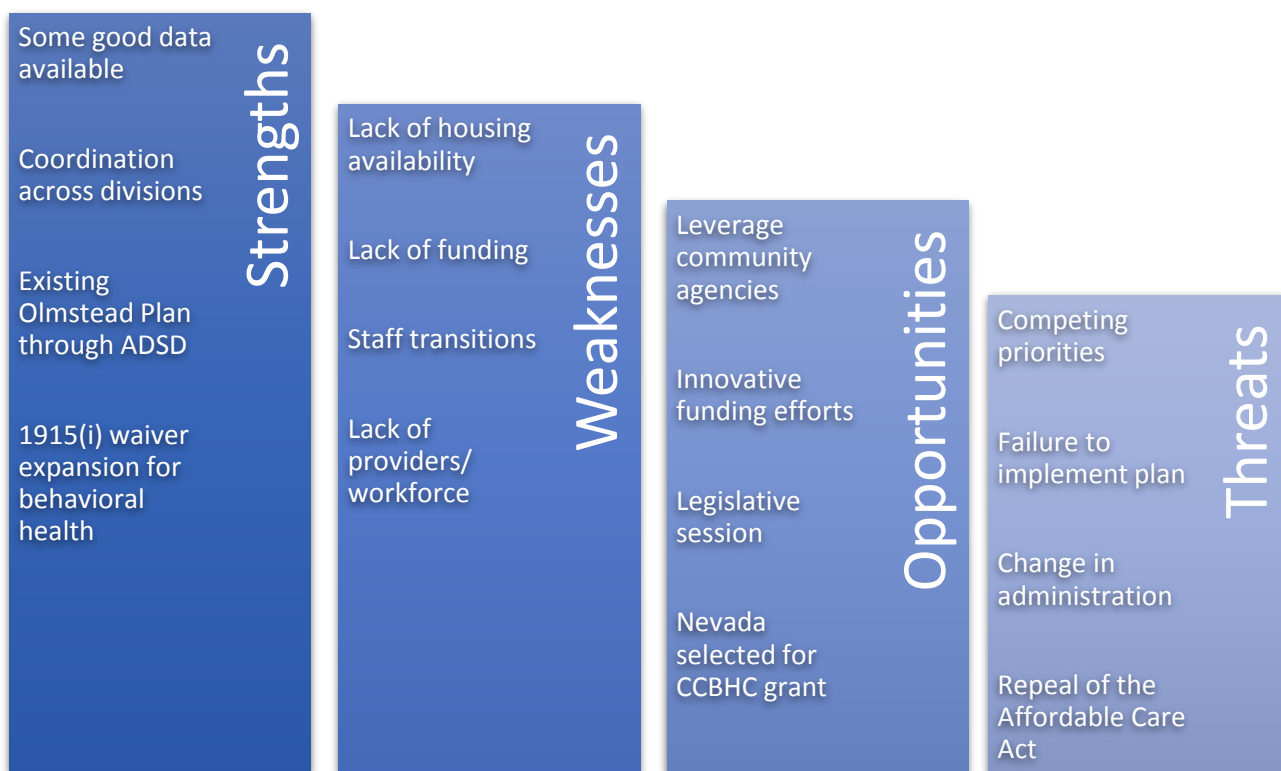 Strengths
Some good data
available
Coordination
across divisions
Existing
Olmstead Plan
through ADSD
1915(i) waiver
expansion for
behavioral
health
Weaknesses
Lack of housing
availability
Lack of funding
Staff transitions
Lack of
providers/
workforce
Opportunities
Leverage
community
agencies
Innovative
funding efforts
Legislative
session
Nevada
selected for
CCBHC grant
Threats
Competing
priorities
Failure to
implement plan
Change in
administration
Repeal of the
Affordable Care
Act